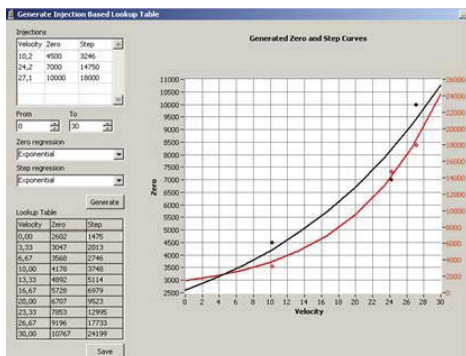 Generate Injection Based Lookup Table
Injections
Velocity Zero Step
10,2 4500 3246
24,2 7000 14750
27,1 10000 18000
From To
0 30
Zero regression
Exponential
Step regression
Exponential
Generate
Lookup Table
Velocity Zero Step
0,00 2602 1475
3,33 3047 2013
6,67 3568 2746
10,00 4178 3748
13,33 4892 5114
16,67 5728 6979
20,00 6707 9523
23,33 7853 12995
26,67 9196 17733
30,00 10767 24199
Save
Generated Zero and Step Curves
Zero
11000
10500
10000
9500
9000
8500
8000
7500
7000
6500
6000
5500
5000
4500
4000
3500
3000
2500
26000
24000
22000
20000
18000
16000
14000
12000
10000
8000
6000
4000
2000
0
0 2 4 6 8 10 12 14 16 18 20 22 24 26 28 30
Velocity